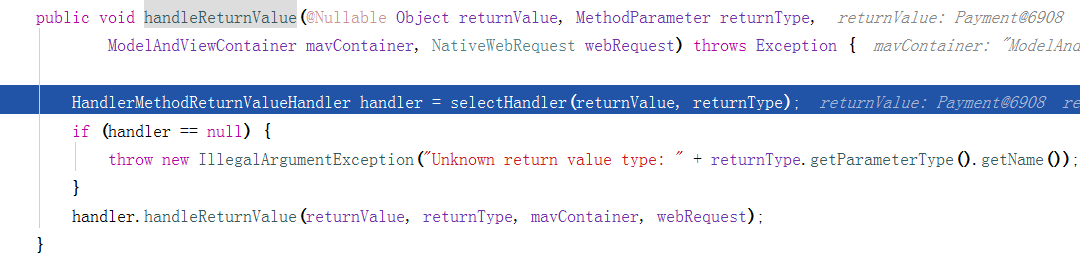 public void handleReturnValue(@Nullable Object returnValue, MethodParameter returnType, returnValue: Payment@6908
ModelAndViewContainer mavContainer, NativeWebRequest webRequest) throws Exception { mavContainer: "ModelAnd
HandlerMethodReturnValueHandler handler = selectHandler(returnValue, returnType); returnValue: Payment@6908 re
if (handler == null) {
throw new IllegalArgumentException("Unknown return value type: " + returnType.getParameterType().getName());
}
handler.handleReturnValue(returnValue, returnType, mavContainer, webRequest);
}